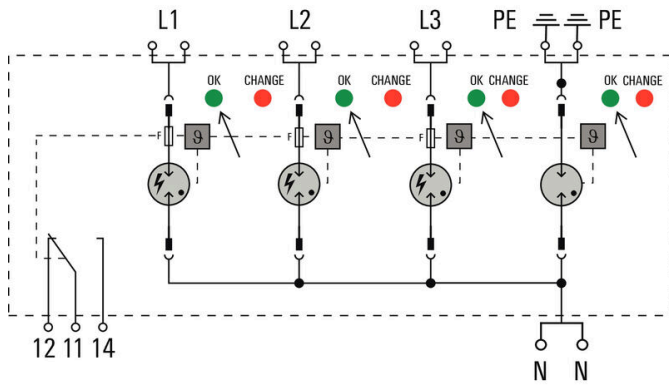 L1 L2 L3 PE PE
OK CHANGE OK CHANGE OK CHANGE OK CHANGE
F ϑ F ϑ F ϑ ϑ
12 11 14
N N